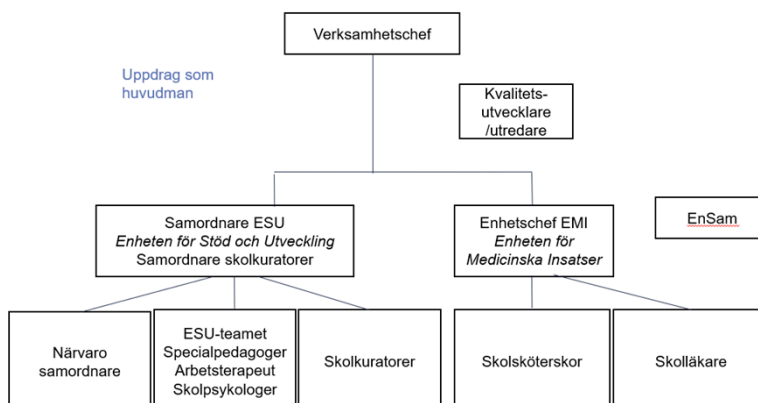 Verksamhetschef
Uppdrag som
huvudman
Kvalitets-
utvecklare
/utredare
Samordnare ESU
Enheten för Stöd och Utveckling
Samordnare skolkuratorer
Enhetschef EMI
Enheten för
Medicinska Insatser
EnSam
Närvaro
samordnare
ESU-teamet
Specialpedagoger
Arbetsterapeut
Skolpsykologer
Skolkuratorer
Skolsköterskor
Skolläkare